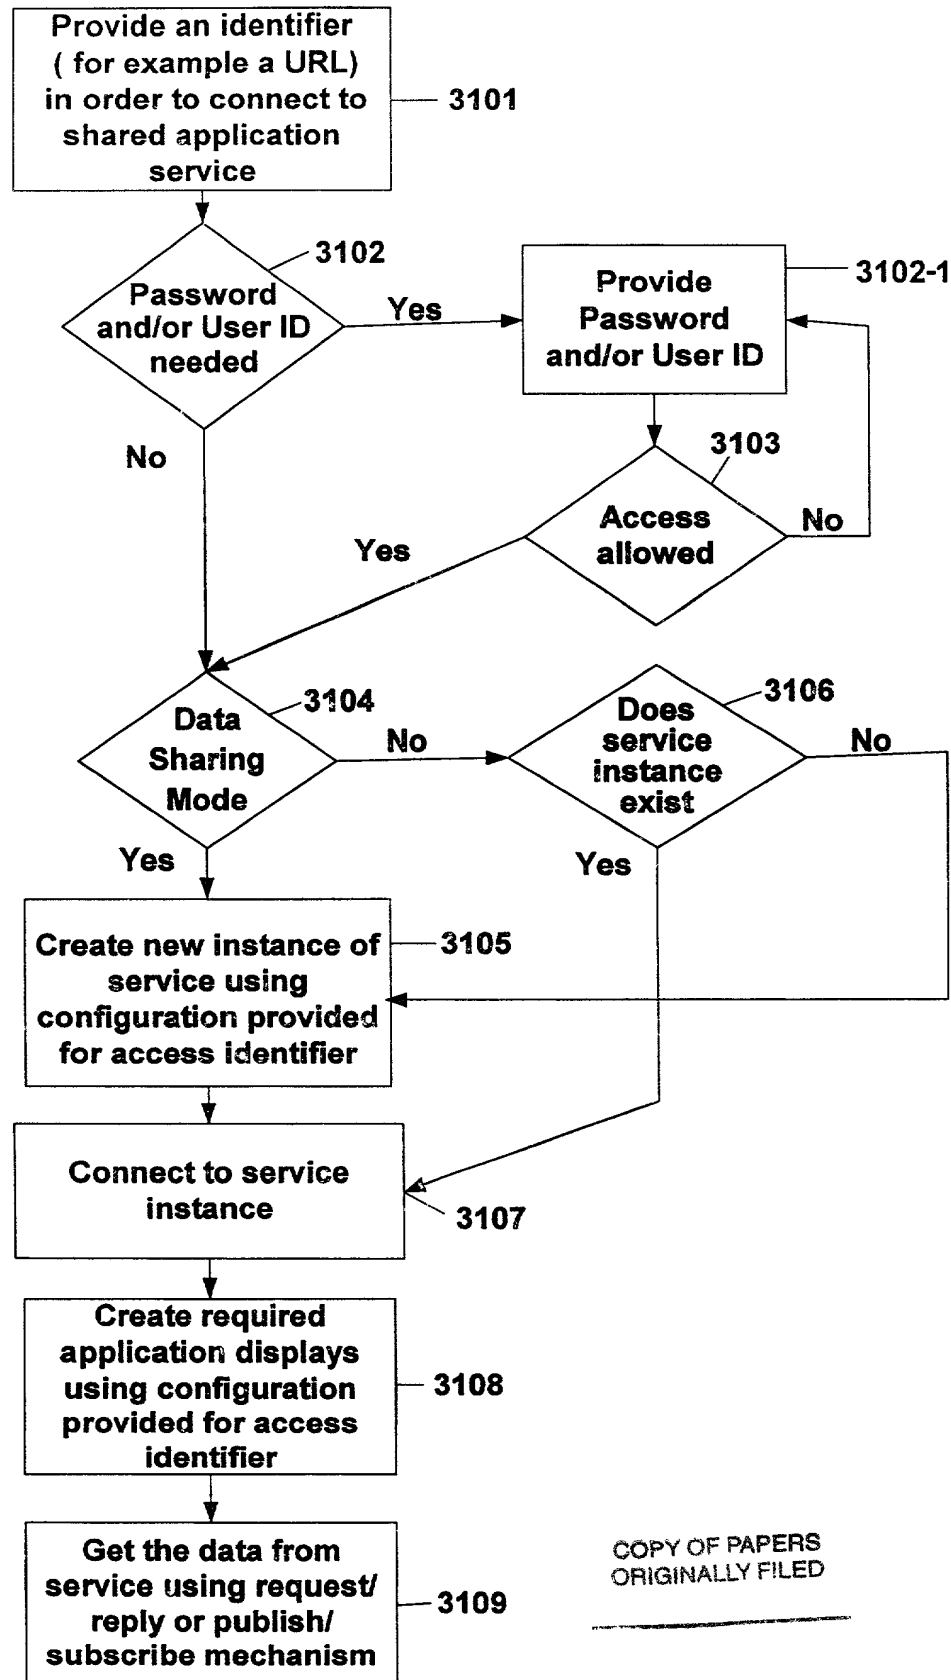 Provide an identifier
( for example a URL)
in order to connect to
shared application
service
3101
3102
Password
and/or User ID
needed
Yes
No
Provide
Password
and/or User ID
3102-1
3103
Access
allowed
No
Yes
3104
Data
Sharing
Mode
No
Yes
3106
Does
service
instance
exist
No
Yes
Create new instance of
service using
configuration provided
for access identifier
3105
Connect to service
instance
3107
Create required
application displays
using configuration
provided for access
identifier
3108
Get the data from
service using request/
reply or publish/
subscribe mechanism
3109
COPY OF PAPERS
ORIGINALLY FILED